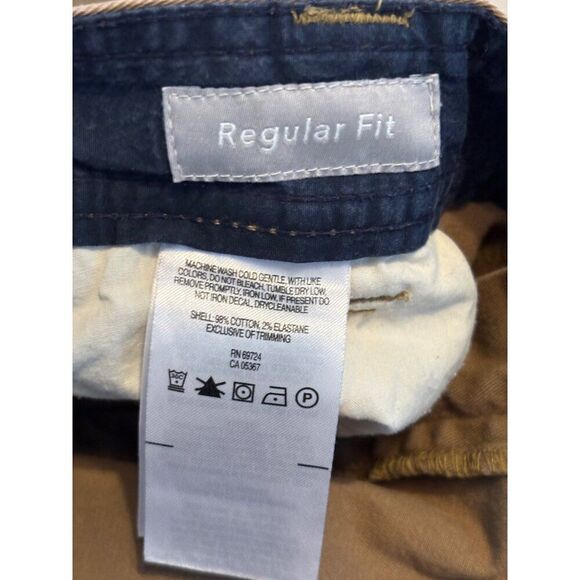 Regular Fit
MACHINE WASH COLD GENTLE, WITH LIKE
COLORS, DO NOT BLEACH, TUMBLE DRY LOW,
REMOVE PROMPTLY, IRON LOW, IF PRESENT DO
NOT IRON DECAL, DRYCLEANABLE
SHELL: 98% COTTON, 2% ELASTANE
EXCLUSIVE OF TRIMMING
RN 69724
CA 05367
P